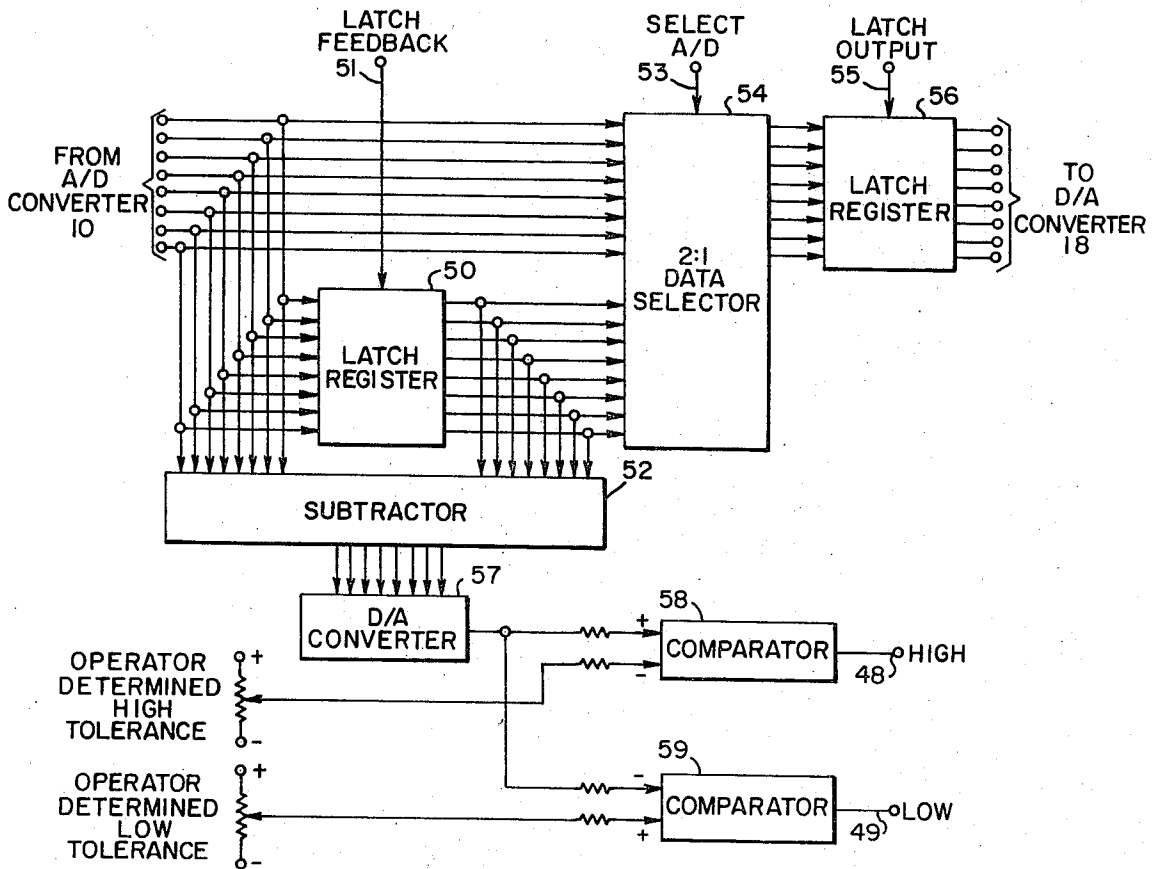 LATCH
FEEDBACK
51
SELECT
A/D
53
LATCH
OUTPUT
55
54
56
FROM
A/D
CONVERTER
10
2:1
DATA
SELECTOR
LATCH
REGISTER
TO
D/A
CONVERTER
18
50
LATCH
REGISTER
52
SUBTRACTOR
57
D/A
CONVERTER
58
+
COMPARATOR
-
HIGH
48
OPERATOR
DETERMINED
HIGH
TOLERANCE
+
-
59
-
COMPARATOR
+
LOW
49
OPERATOR
DETERMINED
LOW
TOLERANCE
+
-